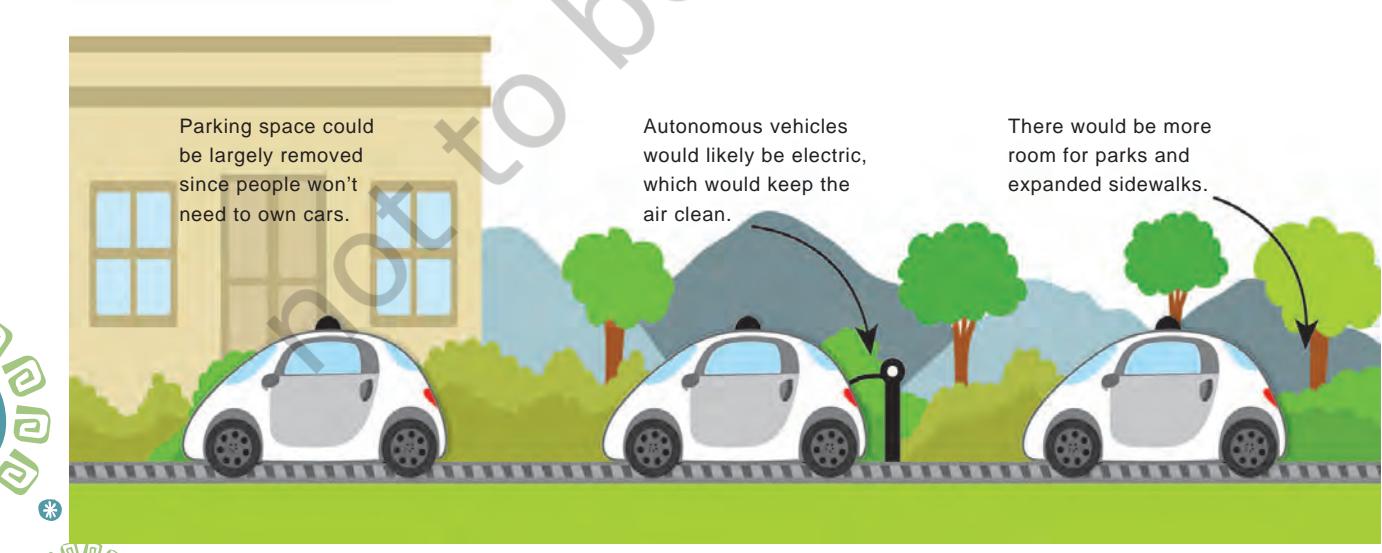 Parking space could
be largely removed
since people won't
need to own cars.
Autonomous vehicles
would likely be electric,
which would keep the
air clean.
There would be more
room for parks and
expanded sidewalks.
not to b